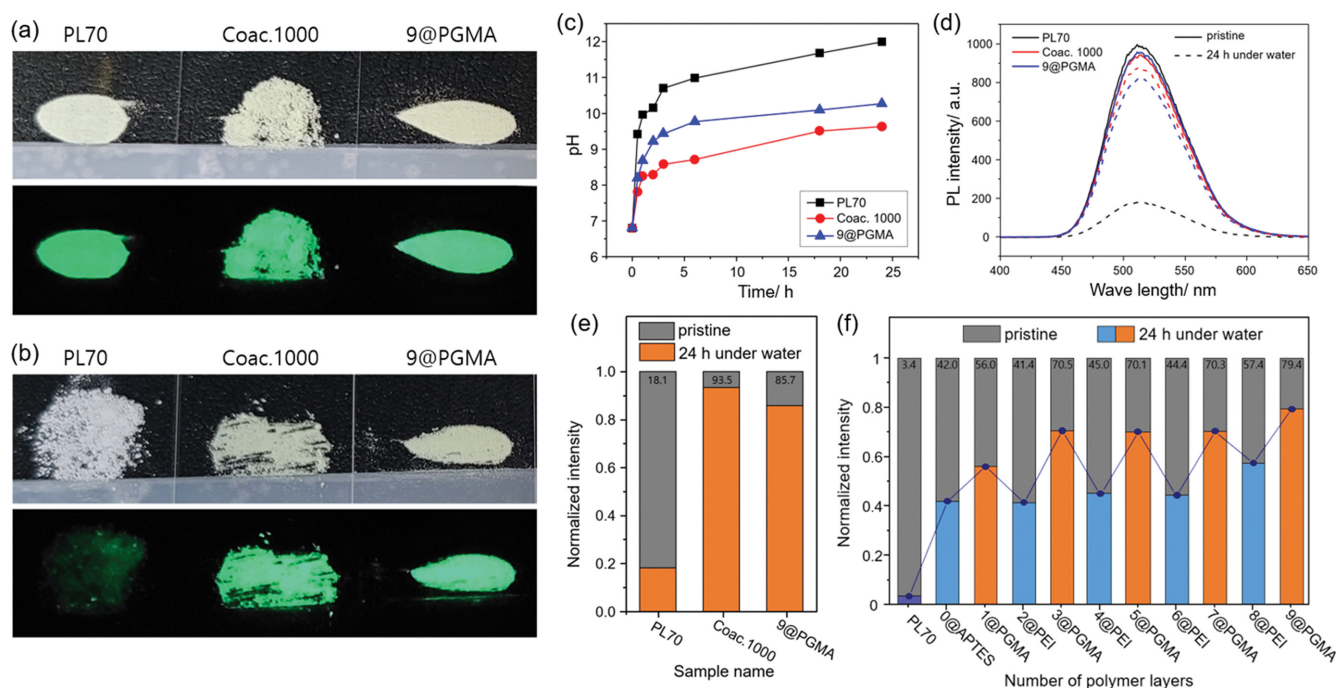 (a)
PL70 Coac.1000 9@PGMA
(b)
PL70 Coac.1000 9@PGMA
(c)
12
11
10
9
8
7
6
pH
0 5 10 15 20 25
Time/ h
PL70
Coac. 1000
9@PGMA
(d)
PL70
Coac. 1000
9@PGMA
pristine
24 h under water
1000
800
600
400
200
0
PL intensity/ a.u.
400 450 500 550 600 650
Wave length/ nm
(e)
pristine
24 h under water
1.0
0.8
0.6
0.4
0.2
0.0
Normalized intensity
18.1 93.5 85.7
PL70 Coac.1000 9@PGMA
Sample name
(f)
pristine 24 h under water
1
0.8
0.6
0.4
0.2
0
Normalized intensity
3.4 42.0 56.0 41.4 70.5 45.0 70.1 44.4 70.3 57.4 79.4
PL70 0@APTES 1@PGMA 2@PEI 3@PGMA 4@PEI 5@PGMA 6@PEI 7@PGMA 8@PEI 9@PGMA
Number of polymer layers